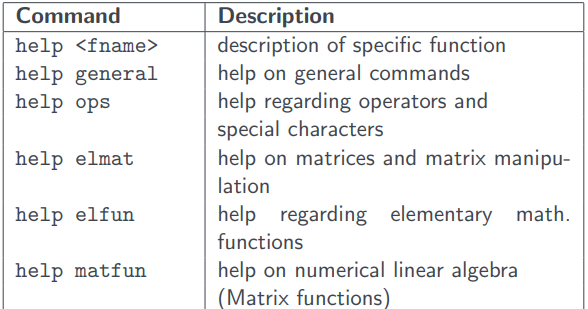 Command Description
help <fname> description of specific function
help general help on general commands
help ops help regarding operators and
special characters
help elmat help on matrices and matrix manipu-
lation
help elfun help regarding elementary math.
functions
help matfun help on numerical linear algebra
(Matrix functions)